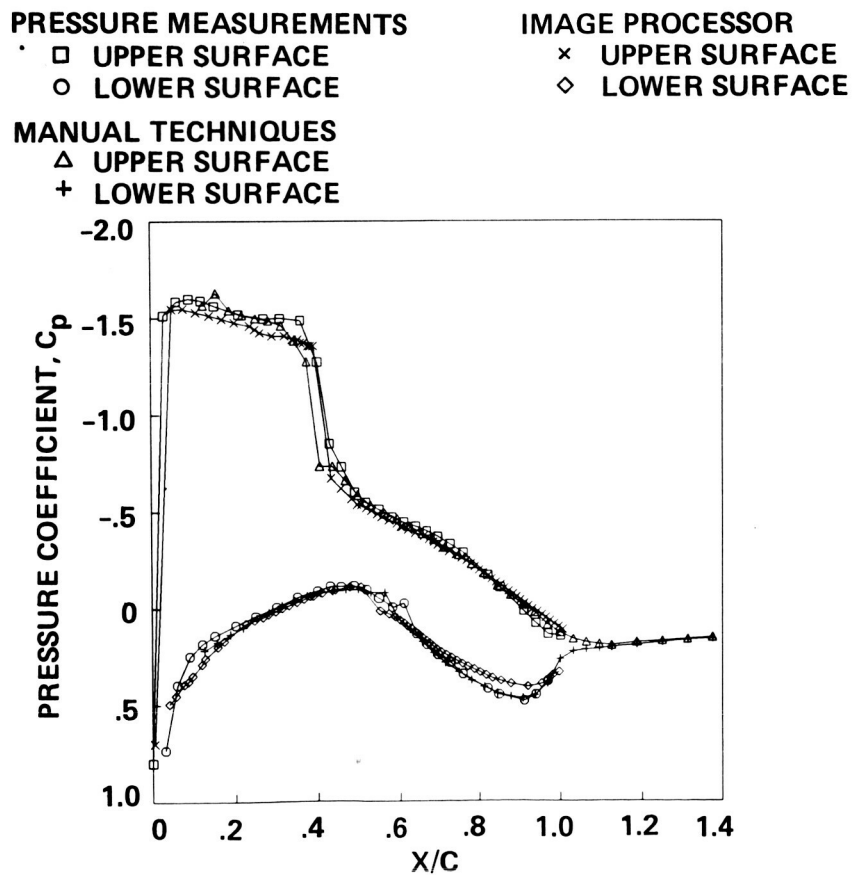 PRESSURE MEASUREMENTS
UPPER SURFACE
LOWER SURFACE
MANUAL TECHNIQUES
UPPER SURFACE
LOWER SURFACE
IMAGE PROCESSOR
UPPER SURFACE
LOWER SURFACE
PRESSURE COEFFICIENT, Cp
-2.0
-1.5
-1.0
-.5
0
.5
1.0
0 .2 .4 .6 .8 1.0 1.2 1.4
X/C